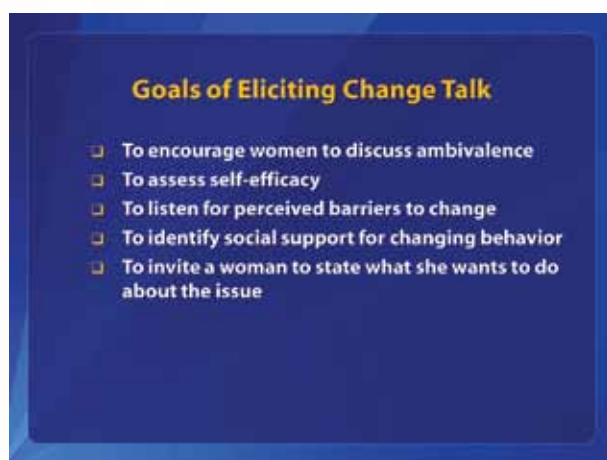 Goals of Eliciting Change Talk
To encourage women to discuss ambivalence
To assess self-efficacy
To listen for perceived barriers to change
To identify social support for changing behavior
To invite a woman to state what she wants to do
about the issue